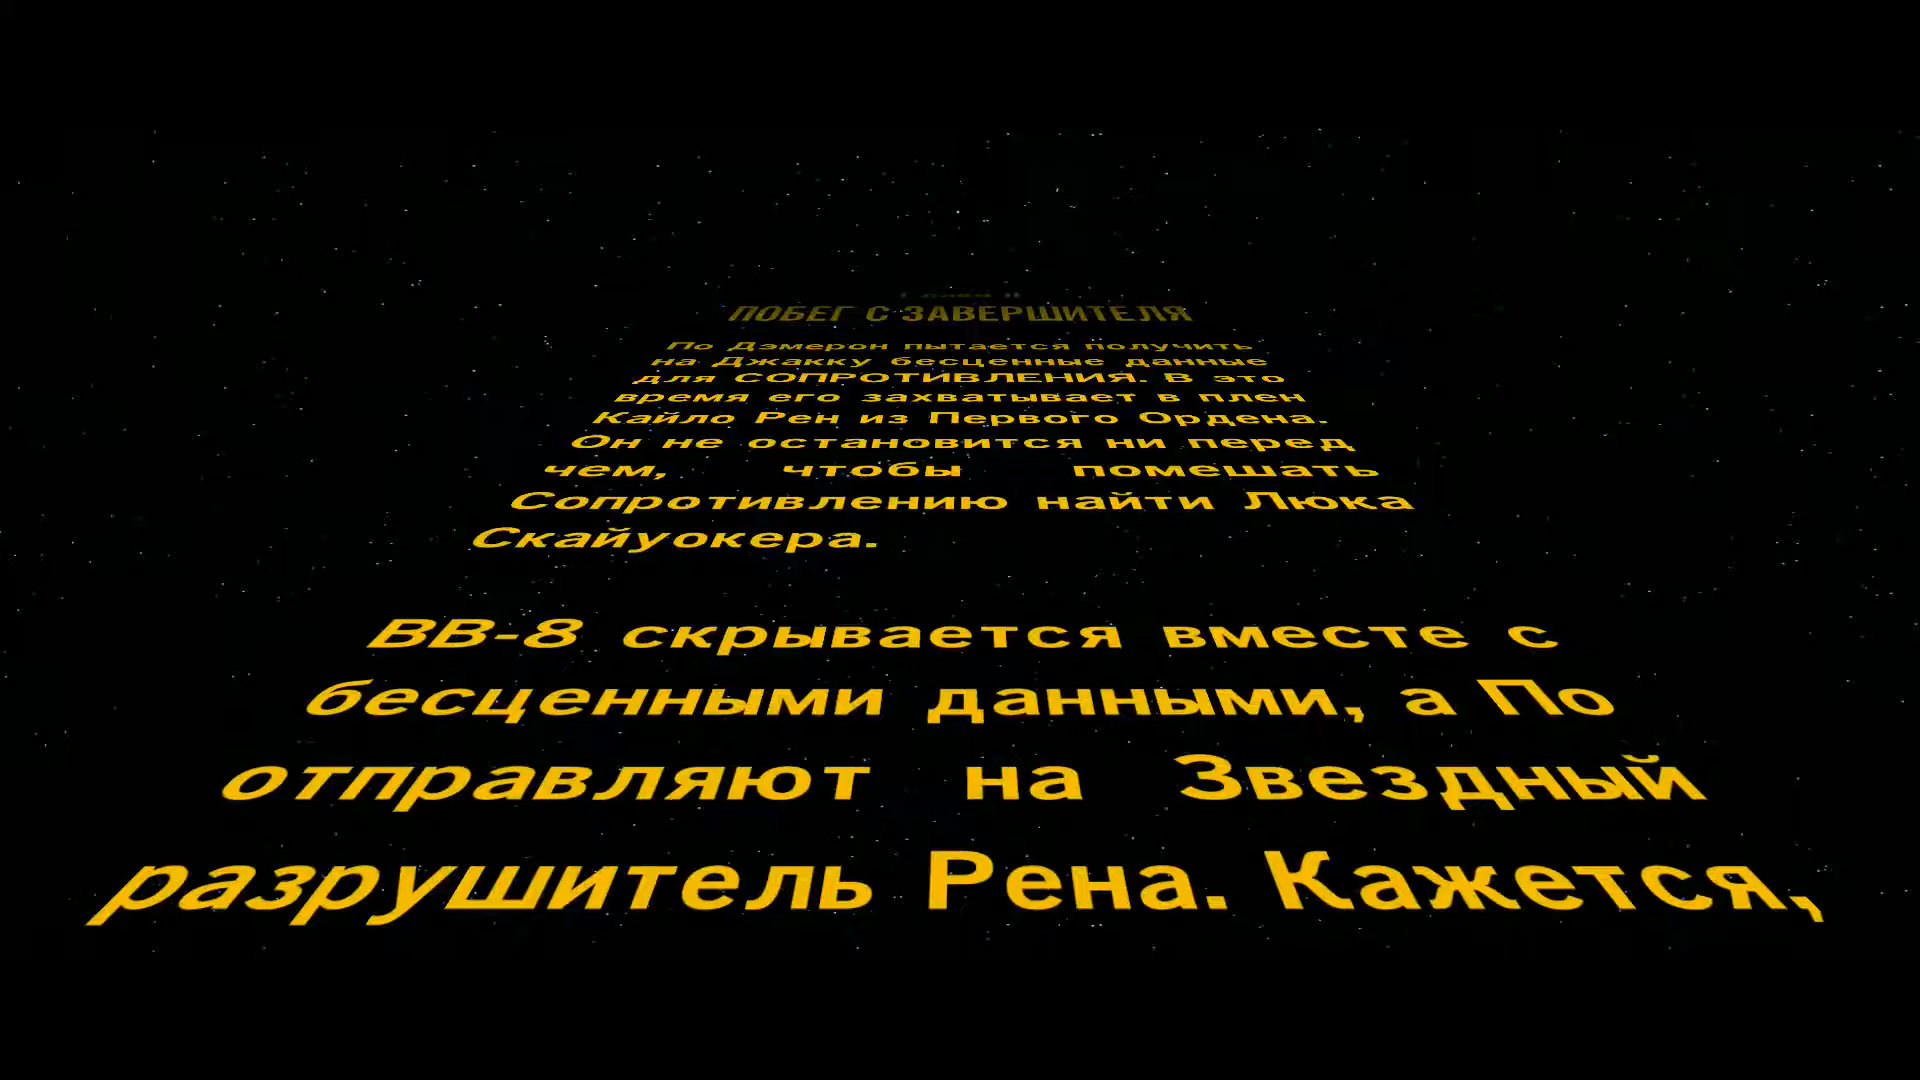 ПОБЕГ С ЗАВЕРШИТЕЛЯ
По Дэмерон пытается получить
на Джакку бесценные данные
для СОПРОТИВЛЕНИЯ. В это
время его захватывает в плен
Кайло Рен из Первого Ордена.
Он не остановится ни перед
чем, чтобы помешать
Сопротивлению найти Люка
Скайуокера.
BB-8 скрывается вместе с
бесценными данными, а По
отправляют на Звездный
разрушитель Рена. Кажется,